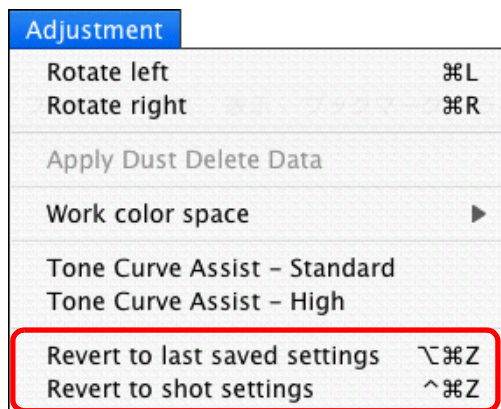 Adjustment
Rotate left ⌘L
Rotate right ⌘R
Apply Dust Delete Data
Work color space ▶
Tone Curve Assist – Standard
Tone Curve Assist – High
Revert to last saved settings ⌥⌘Z
Revert to shot settings ^⌘Z